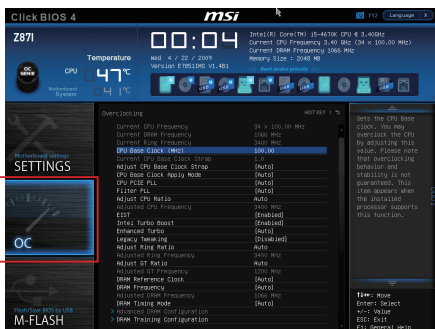 Click BIOS 4
msi
F12
Language
X
Z87I
00:04
Intel(R) Core(TM) i5-4670K CPU @ 3.40GHz
Current CPU Frequency 3.40 GHz (34 x 100.00 MHz)
Current DRAM Frequency 1066 MHz
Memory Size : 2048 MB
Wed 4 / 22 / 2009
Version E7851IMS V1.4B1
Boot device priority
Temperature
OC GENIE
CPU
47°C
Motherboard
System
41°C
USB
USB
USB
USB
Motherboard settings
SETTINGS
OC
Flash/Save BIOS by USB
M-FLASH
Overclocking
HOT KEY
Current CPU Frequency 34 x 100.00 MHz
Current DRAM Frequency 1066 MHz
Current Ring Frequency 3400 MHz
CPU Base Clock (MHz) 100.00
Current CPU Base Clock Strap 1.0
Adjust CPU Base Clock Strap [Auto]
CPU Base Clock Apply Mode [Auto]
CPU PCIE PLL [Auto]
Filter PLL [Auto]
Adjust CPU Ratio Auto
Adjusted CPU Frequency 3400 MHz
EIST [Enabled]
Intel Turbo Boost [Enabled]
Enhanced Turbo [Auto]
Legacy Tweaking [Disabled]
Adjust Ring Ratio Auto
Adjusted Ring Frequency 3400 MHz
Adjust GT Ratio Auto
Adjusted GT Frequency 1200 MHz
DRAM Reference Clock [Auto]
DRAM Frequency [Auto]
Adjusted DRAM Frequency 1066 MHz
DRAM Timing Mode [Auto]
> Advanced DRAM Configuration
> DRAM Training Configuration
Sets the CPU Base
Clock. You may
overclock the CPU
by adjusting this
value. Please note
that overclocking
behavior and
stability is not
guaranteed. This
item appears when
the installed
processor supports
this function.
↑↓←→: Move
Enter: Select
+/-: Value
ESC: Exit
F1: General Help